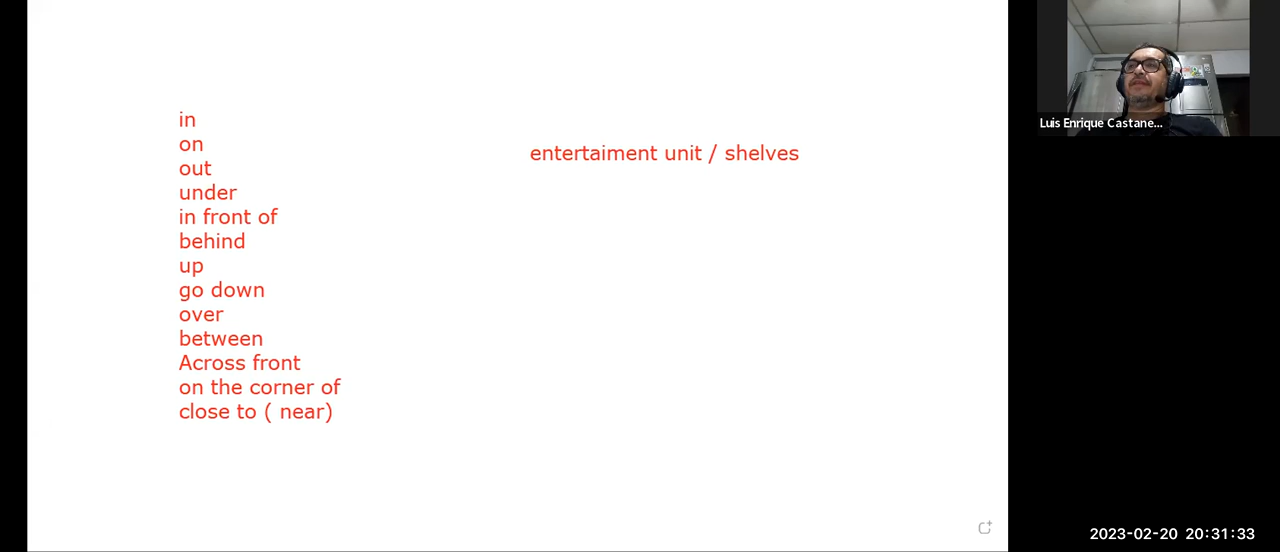 in
on
out
under
in front of
behind
up
go down
over
between
Across front
on the corner of
close to ( near)
entertaiment unit / shelves
Luis Enrique Castane...
2023-02-20 20:31:33